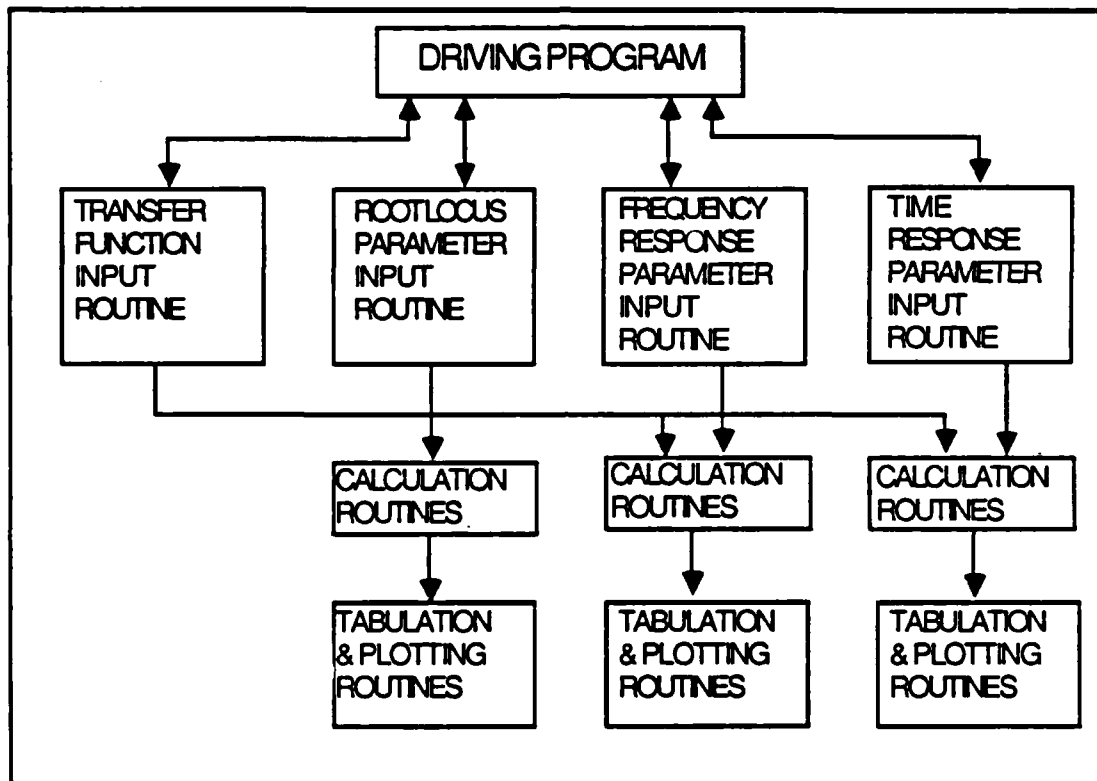 DRIVING PROGRAM
TRANSFER
FUNCTION
INPUT
ROUTINE
ROOTLOCUS
PARAMETER
INPUT
ROUTINE
FREQUENCY
RESPONSE
PARAMETER
INPUT
ROUTINE
TIME
RESPONSE
PARAMETER
INPUT
ROUTINE
CALCULATION
ROUTINES
CALCULATION
ROUTINES
CALCULATION
ROUTINES
TABULATION
& PLOTTING
ROUTINES
TABULATION
& PLOTTING
ROUTINES
TABULATION
& PLOTTING
ROUTINES